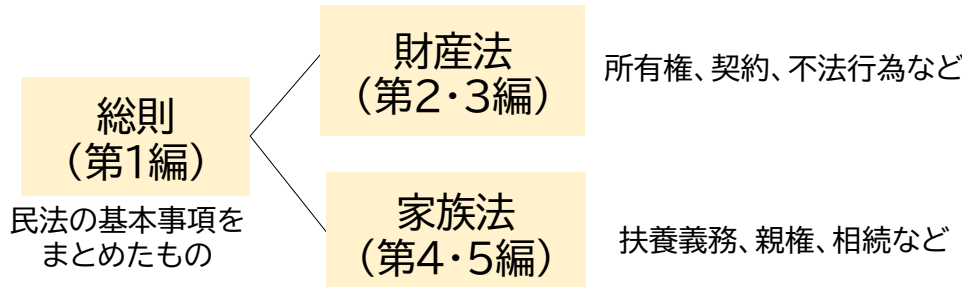 総則
(第1編)
民法の基本事項を
まとめたもの
財産法
(第2・3編)
所有権、契約、不法行為など
家族法
(第4・5編)
扶養義務、親権、相続など